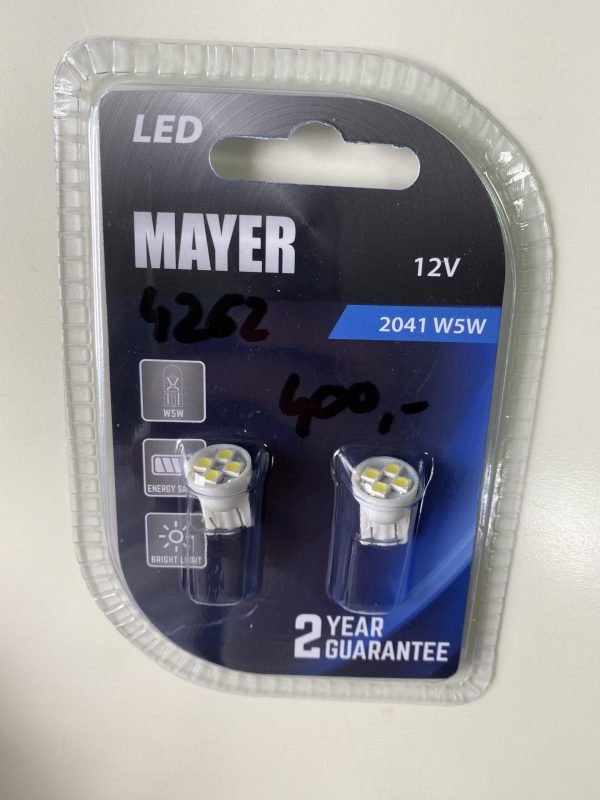 LED
MAYER
12V
4262
2041 W5W
W5W
400,-
ENERGY SA
BRIGHT LIGHT
2 YEAR
GUARANTEE